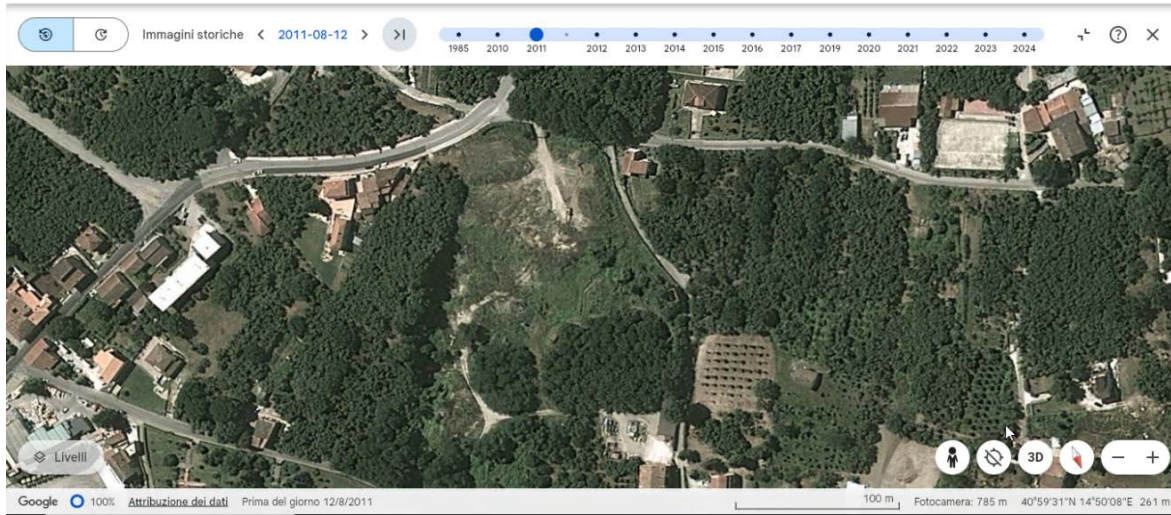 Immagini storiche 2011-08-12
1985 2010 2011 2012 2013 2014 2015 2016 2017 2019 2020 2021 2022 2023 2024
Livelli
3D
Google 100% Attribuzione dei dati Prima del giorno 12/8/2011 100 m Fotocamera: 785 m 40°59'31"N 14°50'08"E 261 m